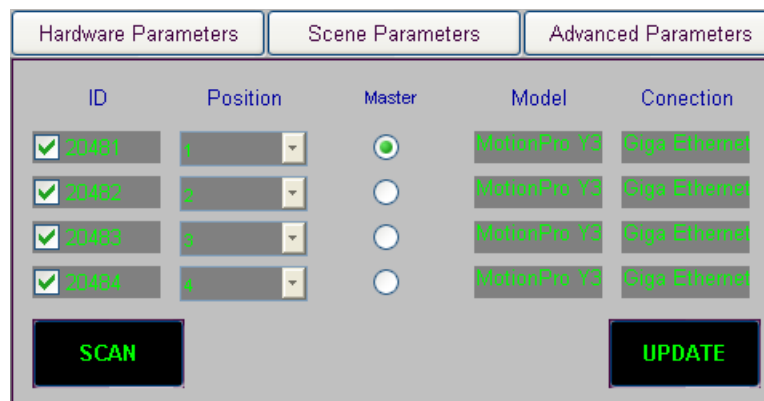 Hardware Parameters Scene Parameters Advanced Parameters
ID Position Master Model Conection
20481 1 MotionPro Y3 Giga Ethernet
20482 2 MotionPro Y3 Giga Ethernet
20483 3 MotionPro Y3 Giga Ethernet
20484 4 MotionPro Y3 Giga Ethernet
SCAN UPDATE